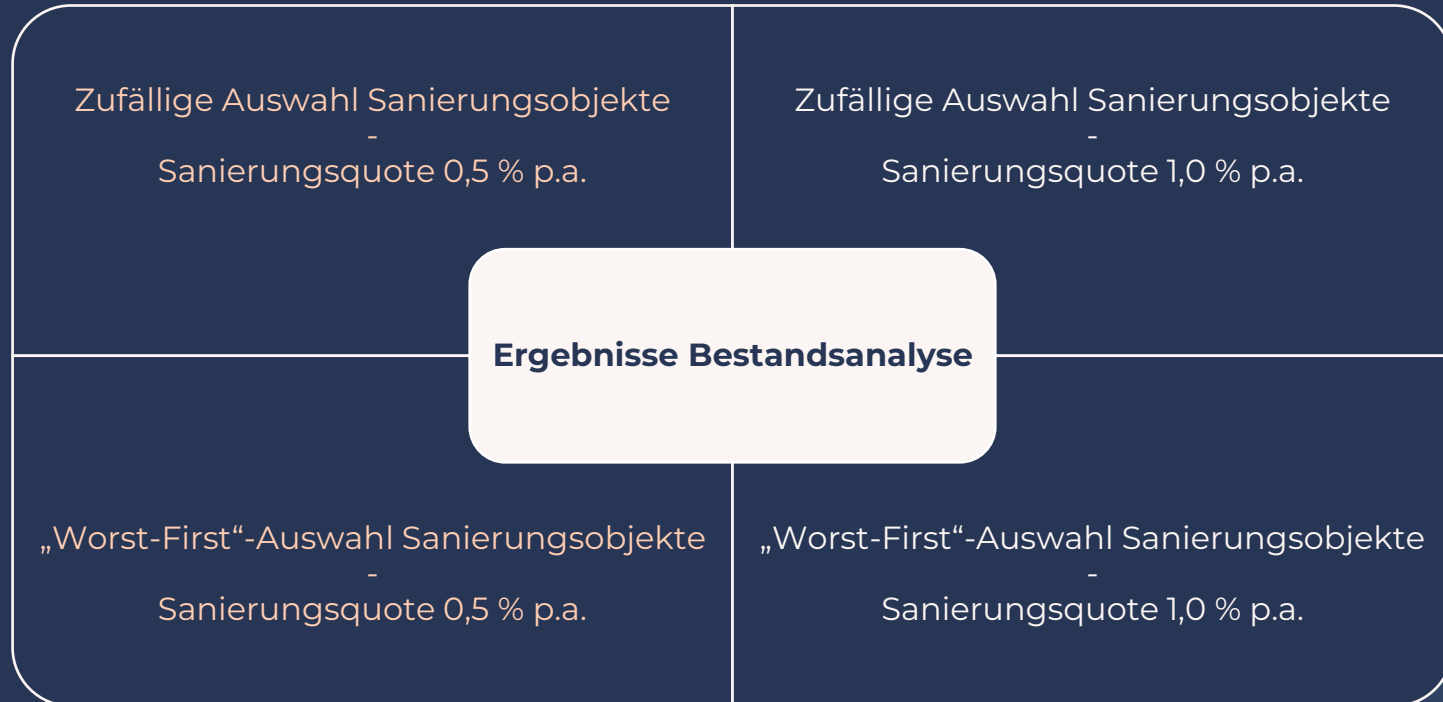 Zufällige Auswahl Sanierungsobjekte
-
Sanierungsquote 0,5 % p.a.
Zufällige Auswahl Sanierungsobjekte
-
Sanierungsquote 1,0 % p.a.
Ergebnisse Bestandsanalyse
„Worst-First“-Auswahl Sanierungsobjekte
-
Sanierungsquote 0,5 % p.a.
„Worst-First“-Auswahl Sanierungsobjekte
-
Sanierungsquote 1,0 % p.a.